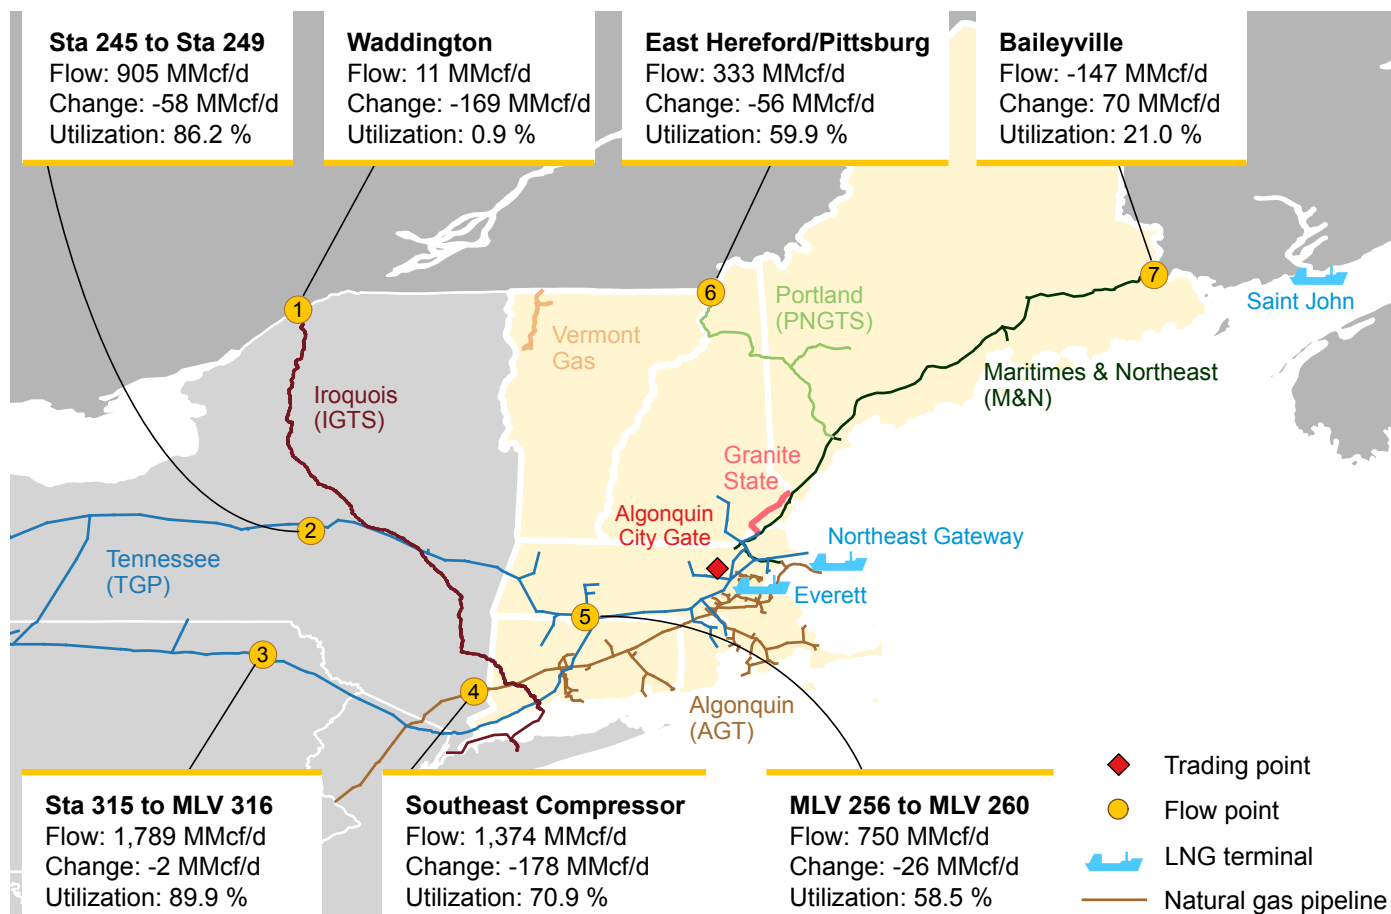 Sta 245 to Sta 249
Flow: 905 MMcf/d
Change: -58 MMcf/d
Utilization: 86.2 %
Waddington
Flow: 11 MMcf/d
Change: -169 MMcf/d
Utilization: 0.9 %
East Hereford/Pittsburg
Flow: 333 MMcf/d
Change: -56 MMcf/d
Utilization: 59.9 %
Baileyville
Flow: -147 MMcf/d
Change: 70 MMcf/d
Utilization: 21.0 %
1
6
7
Saint John
Portland
(PNGTS)
Vermont
Gas
Maritimes & Northeast
(M&N)
Iroquois
(IGTS)
Granite
State
Algonquin
City Gate
2
Northeast Gateway
Tennessee
(TGP)
Everett
5
3
4
Algonquin
(AGT)
Sta 315 to MLV 316
Flow: 1,789 MMcf/d
Change: -2 MMcf/d
Utilization: 89.9 %
Southeast Compressor
Flow: 1,374 MMcf/d
Change: -178 MMcf/d
Utilization: 70.9 %
MLV 256 to MLV 260
Flow: 750 MMcf/d
Change: -26 MMcf/d
Utilization: 58.5 %
Trading point
Flow point
LNG terminal
Natural gas pipeline